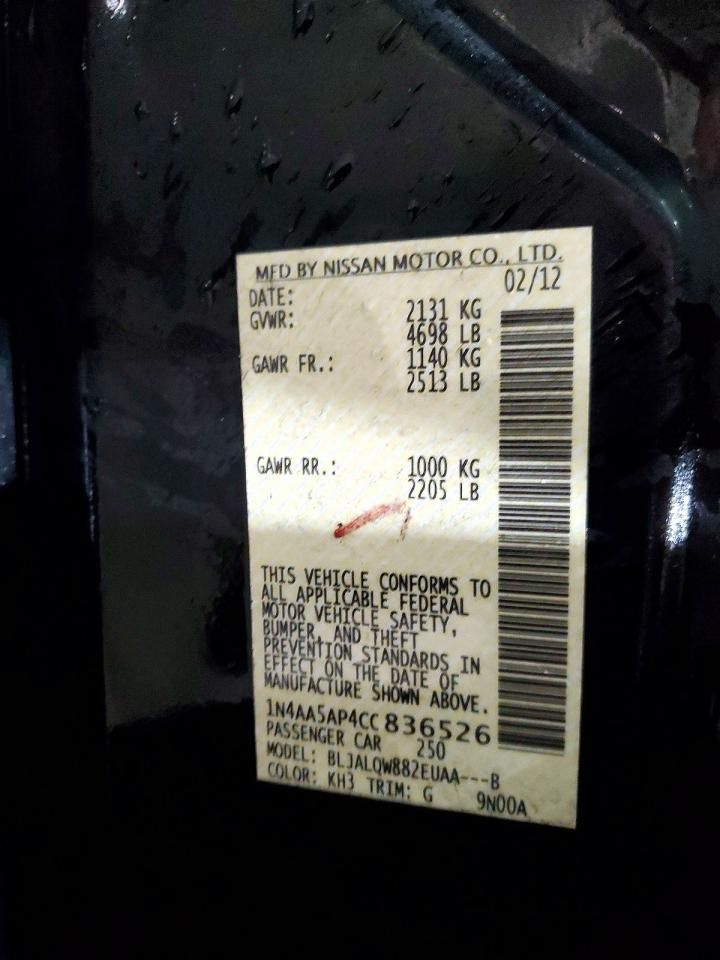 MFD BY NISSAN MOTOR CO., LTD.
DATE: 02/12
GVWR: 2131 KG
4698 LB
GAWR FR.: 1140 KG
2513 LB
GAWR RR.: 1000 KG
2205 LB
THIS VEHICLE CONFORMS TO
ALL APPLICABLE FEDERAL
MOTOR VEHICLE SAFETY,
BUMPER, AND THEFT
PREVENTION STANDARDS IN
EFFECT ON THE DATE OF
MANUFACTURE SHOWN ABOVE.
1N4AA5AP4CC836526
PASSENGER CAR 250
MODEL: BLJALQW882EUAA---B
COLOR: KH3 TRIM: G 9N00A